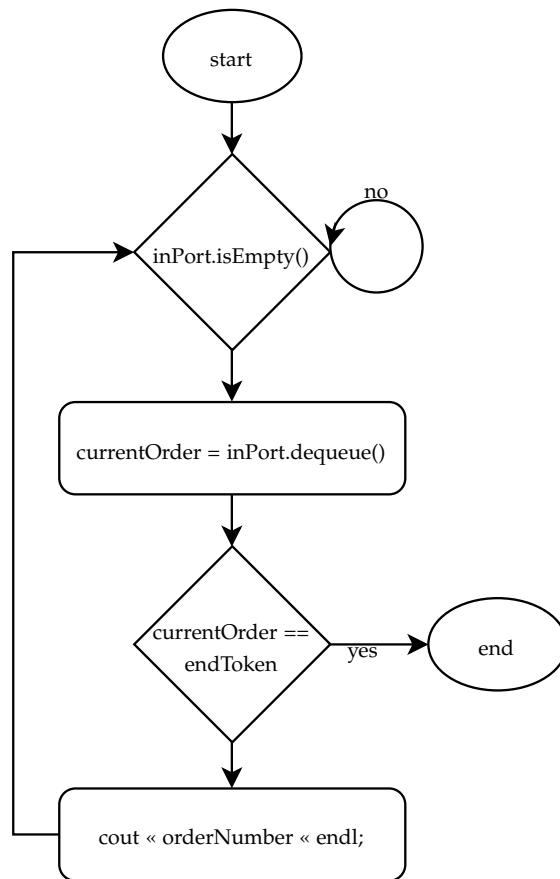 start
no
inPort.isEmpty()
currentOrder = inPort.dequeue()
currentOrder ==
endToken
yes
end
cout « orderNumber « endl;